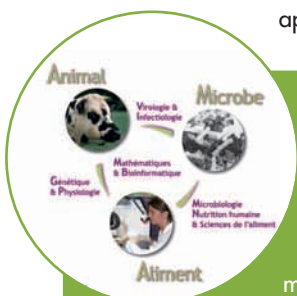 ap
Animal
Virologie &
Infectiologie
Microbe
Mathématiques
& Bioinformatique
Génétique
& Physiologie
Microbiologie
Nutrition humaine
& Sciences de l'aliment
Aliment
m